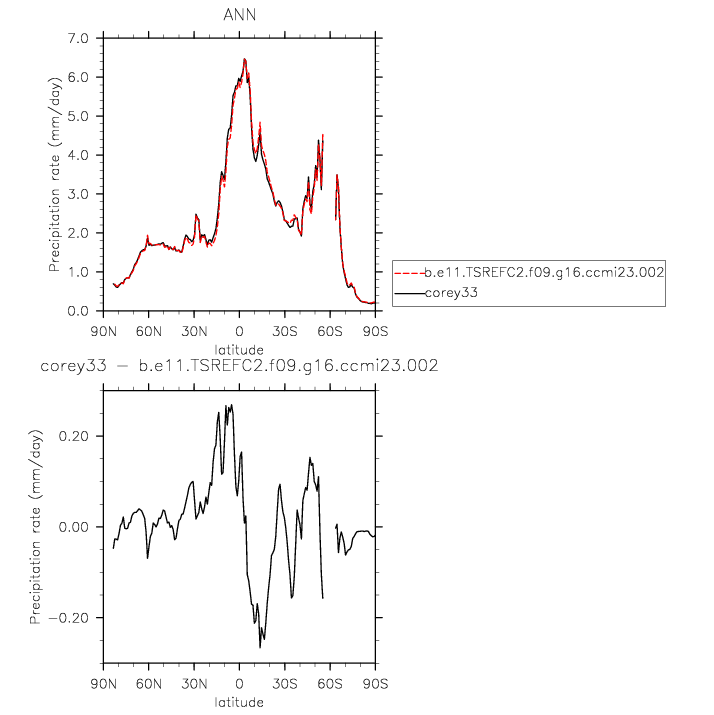 ANN
7.0
6.0
5.0
4.0
3.0
2.0
1.0
0.0
Precipitation rate (mm/day)
90N 60N 30N 0 30S 60S 90S
latitude
b.e11.TSREFC2.f09.g16.ccmi23.002
corey33
corey33 − b.e11.TSREFC2.f09.g16.ccmi23.002
0.20
0.00
−0.20
Precipitation rate (mm/day)
90N 60N 30N 0 30S 60S 90S
latitude